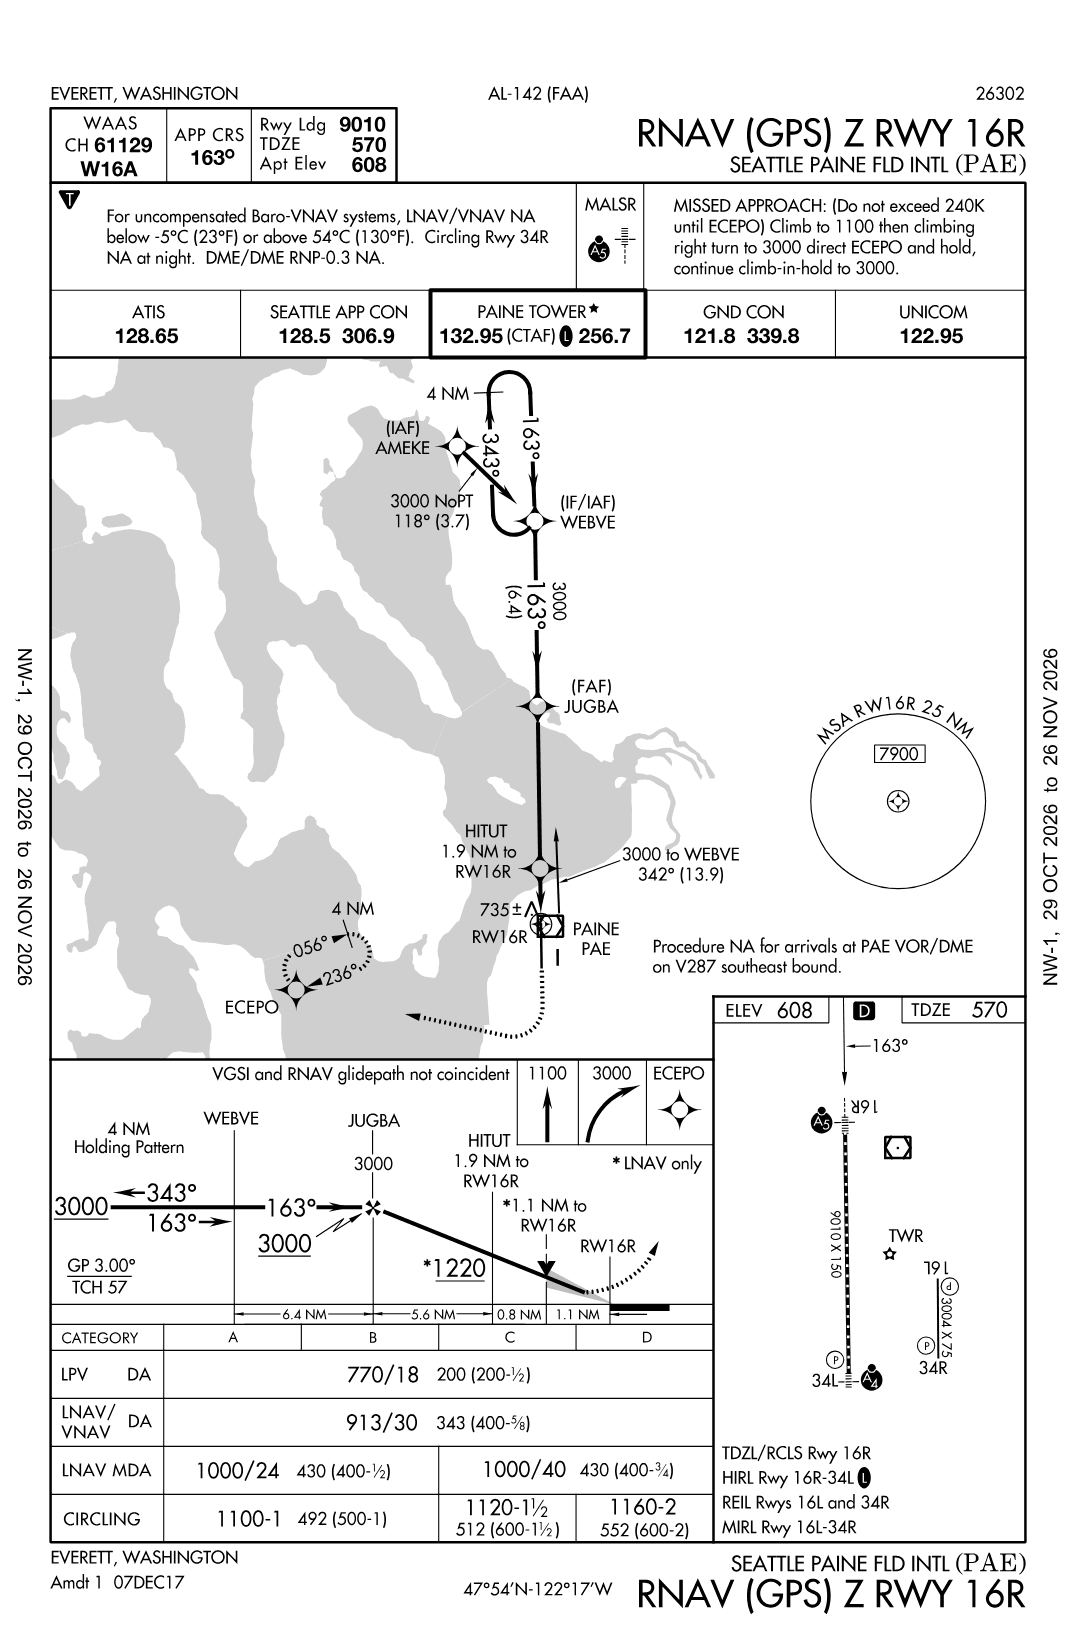 EVERETT, WASHINGTON
AL-142 (FAA)
26302
WAAS
CH 61129
W16A
APP CRS
163°
Rwy Ldg 9010
TDZE 570
Apt Elev 608
RNAV (GPS) Z RWY 16R
SEATTLE PAINE FLD INTL (PAE)
T
For uncompensated Baro-VNAV systems, LNAV/VNAV NA
below -5°C (23°F) or above 54°C (130°F). Circling Rwy 34R
NA at night. DME/DME RNP-0.3 NA.
MALSR
A5
MISSED APPROACH: (Do not exceed 240K
until ECEPO) Climb to 1100 then climbing
right turn to 3000 direct ECEPO and hold,
continue climb-in-hold to 3000.
ATIS
128.65
SEATTLE APP CON
128.5 306.9
PAINE TOWER★
132.95 (CTAF) L 256.7
GND CON
121.8 339.8
UNICOM
122.95
4 NM
(IAF)
AMEKE
343°
163°
3000 NoPT
118° (3.7)
(IF/IAF)
WEBVE
3000
163°
(6.4)
(FAF)
JUGBA
MSA RW16R 25 NM
7900
HITUT
1.9 NM to
RW16R
3000 to WEBVE
342° (13.9)
735±
RW16R
PAINE
PAE
4 NM
056°
236°
ECEPO
Procedure NA for arrivals at PAE VOR/DME
on V287 southeast bound.
NW-1, 29 OCT 2026 to 26 NOV 2026
NW-1, 29 OCT 2026 to 26 NOV 2026
ELEV 608
D
TDZE 570
163°
16R
A5
9010 X 150
TWR
16L
P
3004 X 75
P
34R
P
34L
A4
TDZL/RCLS Rwy 16R
HIRL Rwy 16R-34L L
REIL Rwys 16L and 34R
MIRL Rwy 16L-34R
VGSI and RNAV glidepath not coincident
1100
3000
ECEPO
4 NM
Holding Pattern
WEBVE
JUGBA
3000
HITUT
1.9 NM to
RW16R
*LNAV only
*1.1 NM to
RW16R
RW16R
3000
343°
163°
163°
3000
*1220
GP 3.00°
TCH 57
6.4 NM
5.6 NM
0.8 NM
1.1 NM
CATEGORY A B C D
LPV DA 770/18 200 (200-½)
LNAV/
VNAV DA 913/30 343 (400-⅝)
LNAV MDA 1000/24 430 (400-½) 1000/40 430 (400-¾)
CIRCLING 1100-1 492 (500-1)
1120-1½
512 (600-1½)
1160-2
552 (600-2)
EVERETT, WASHINGTON
Amdt 1 07DEC17
47°54'N-122°17'W
SEATTLE PAINE FLD INTL (PAE)
RNAV (GPS) Z RWY 16R